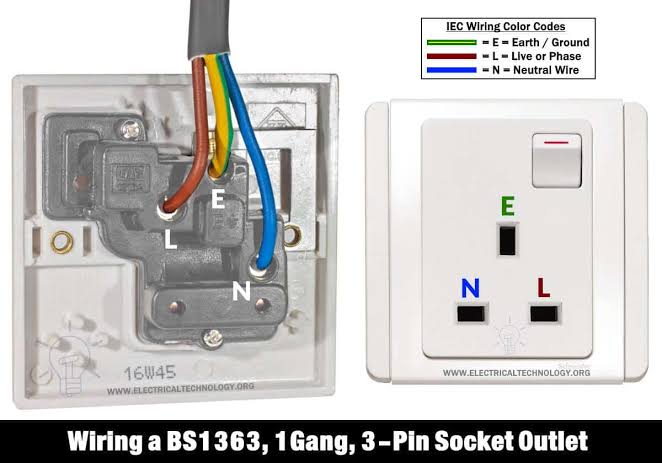 IEC Wiring Color Codes
= E = Earth / Ground
= L = Live or Phase
= N = Neutral Wire
E
L
N
16W45
WWW.ELECTRICALTECHNOLOGY.ORG
E
N
L
WWW.ELECTRICALTECHNOLOGY.ORG
Wiring a BS1363, 1Gang, 3-Pin Socket Outlet